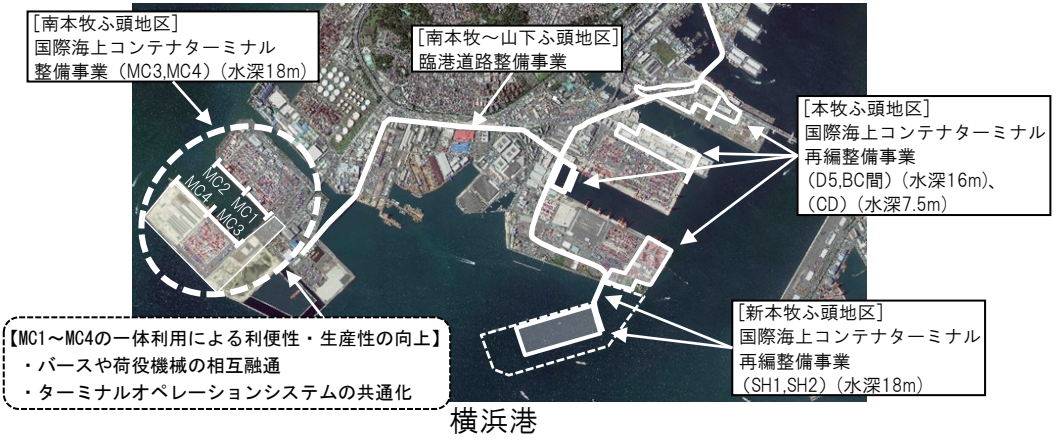 [南本牧ふ頭地区]
国際海上コンテナターミナル
整備事業（MC3,MC4）(水深18m)
[南本牧～山下ふ頭地区]
臨港道路整備事業
[本牧ふ頭地区]
国際海上コンテナターミナル
再編整備事業
(D5,BC間）(水深16m)、
（CD）(水深7.5m)
MC2
MC1
MC4
MC3
【MC1～MC4の一体利用による利便性・生産性の向上】
・バースや荷役機械の相互融通
・ターミナルオペレーションシステムの共通化
[新本牧ふ頭地区]
国際海上コンテナターミナル
再編整備事業
(SH1,SH2）(水深18m)
横浜港